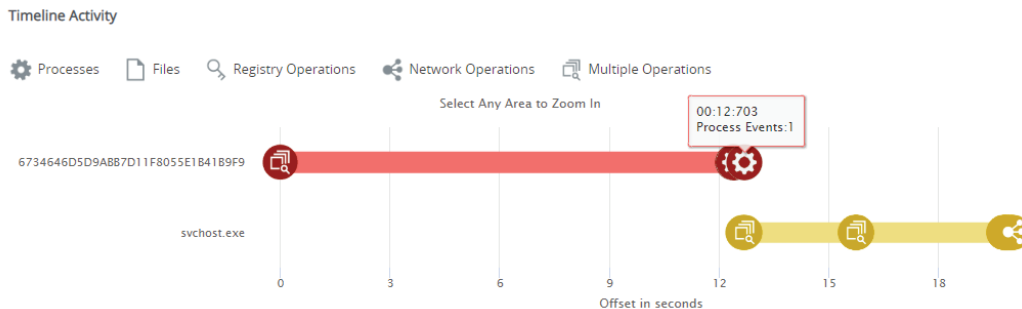 Timeline Activity
Processes Files Registry Operations Network Operations Multiple Operations
Select Any Area to Zoom In
00:12:703
Process Events:1
6734646D5D9ABB7D11F8055E1B41B9F9
svchost.exe
0 3 6 9 12 15 18
Offset in seconds